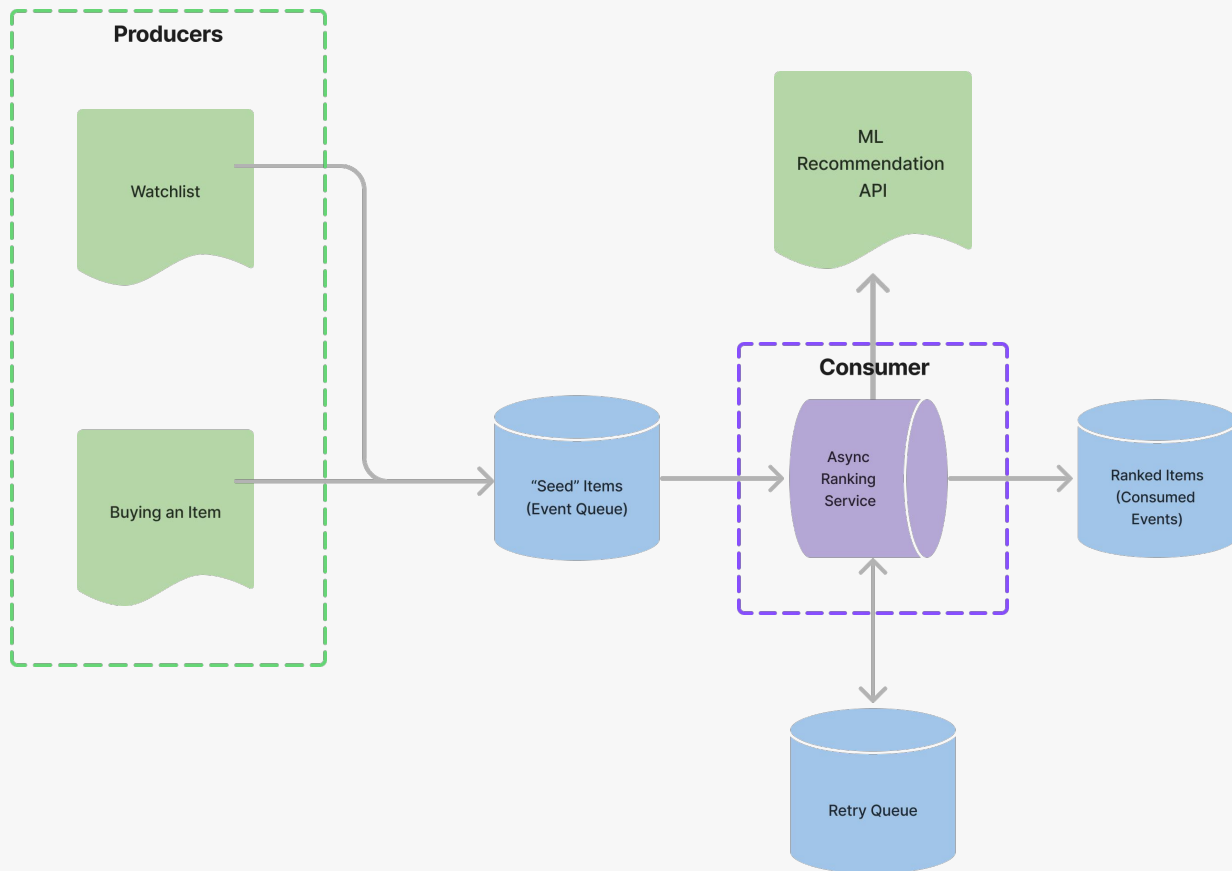 Producers
Watchlist
Buying an Item
“Seed” Items
(Event Queue)
ML
Recommendation
API
Consumer
Async
Ranking
Service
Ranked Items
(Consumed
Events)
Retry Queue